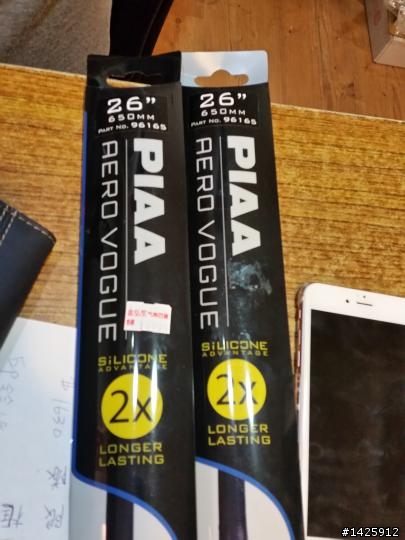 26”
650MM
PART No. 96165
PIAA
AERO VOGUE
SiLICONE
ADVANTAGE
2x
LONGER
LASTING
26”
650MM
PART No. 96165
PIAA
AERO VOGUE
SiLICONE
ADVANTAGE
2x
LONGER
LASTING
1630
#1425912